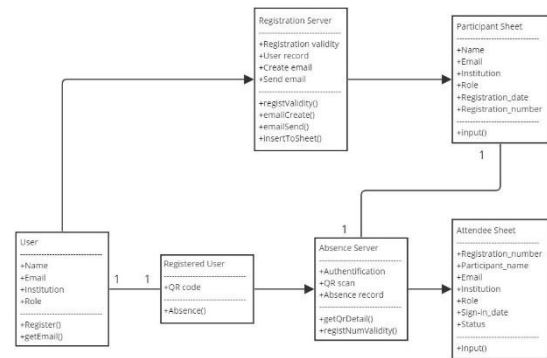 Registration Server
+Registration validity
+User record
+Create email
+Send email
+registValidity()
+emailCreate()
+emailSend()
+insertToSheet()
Participant Sheet
+Name
+Email
+Institution
+Role
+Registration_date
+Registration_number
+Input()
1
1
User
+Name
+Email
+Institution
+Role
+Register()
+getEmail()
1
1
Registered User
+QR code
+Absence()
Absence Server
+Authentification
+QR scan
+Absence record
+getQrDetail()
+registNumValidity()
Attendee Sheet
+Registration_number
+Participant_name
+Email
+Institution
+Role
+Sign-in_date
+Status
+Input()